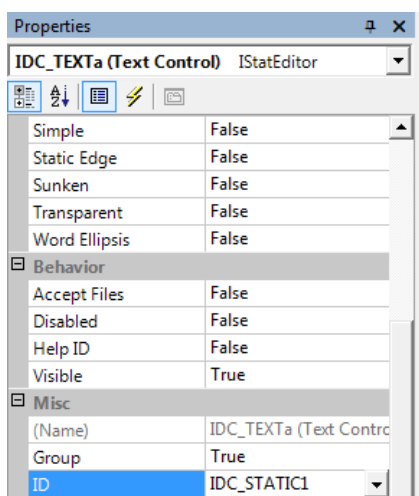 Properties
IDC_TEXTa (Text Control) IStatEditor
Simple False
Static Edge False
Sunken False
Transparent False
Word Ellipsis False
Behavior
Accept Files False
Disabled False
Help ID False
Visible True
Misc
(Name) IDC_TEXTa (Text Contro
Group True
ID IDC_STATIC1